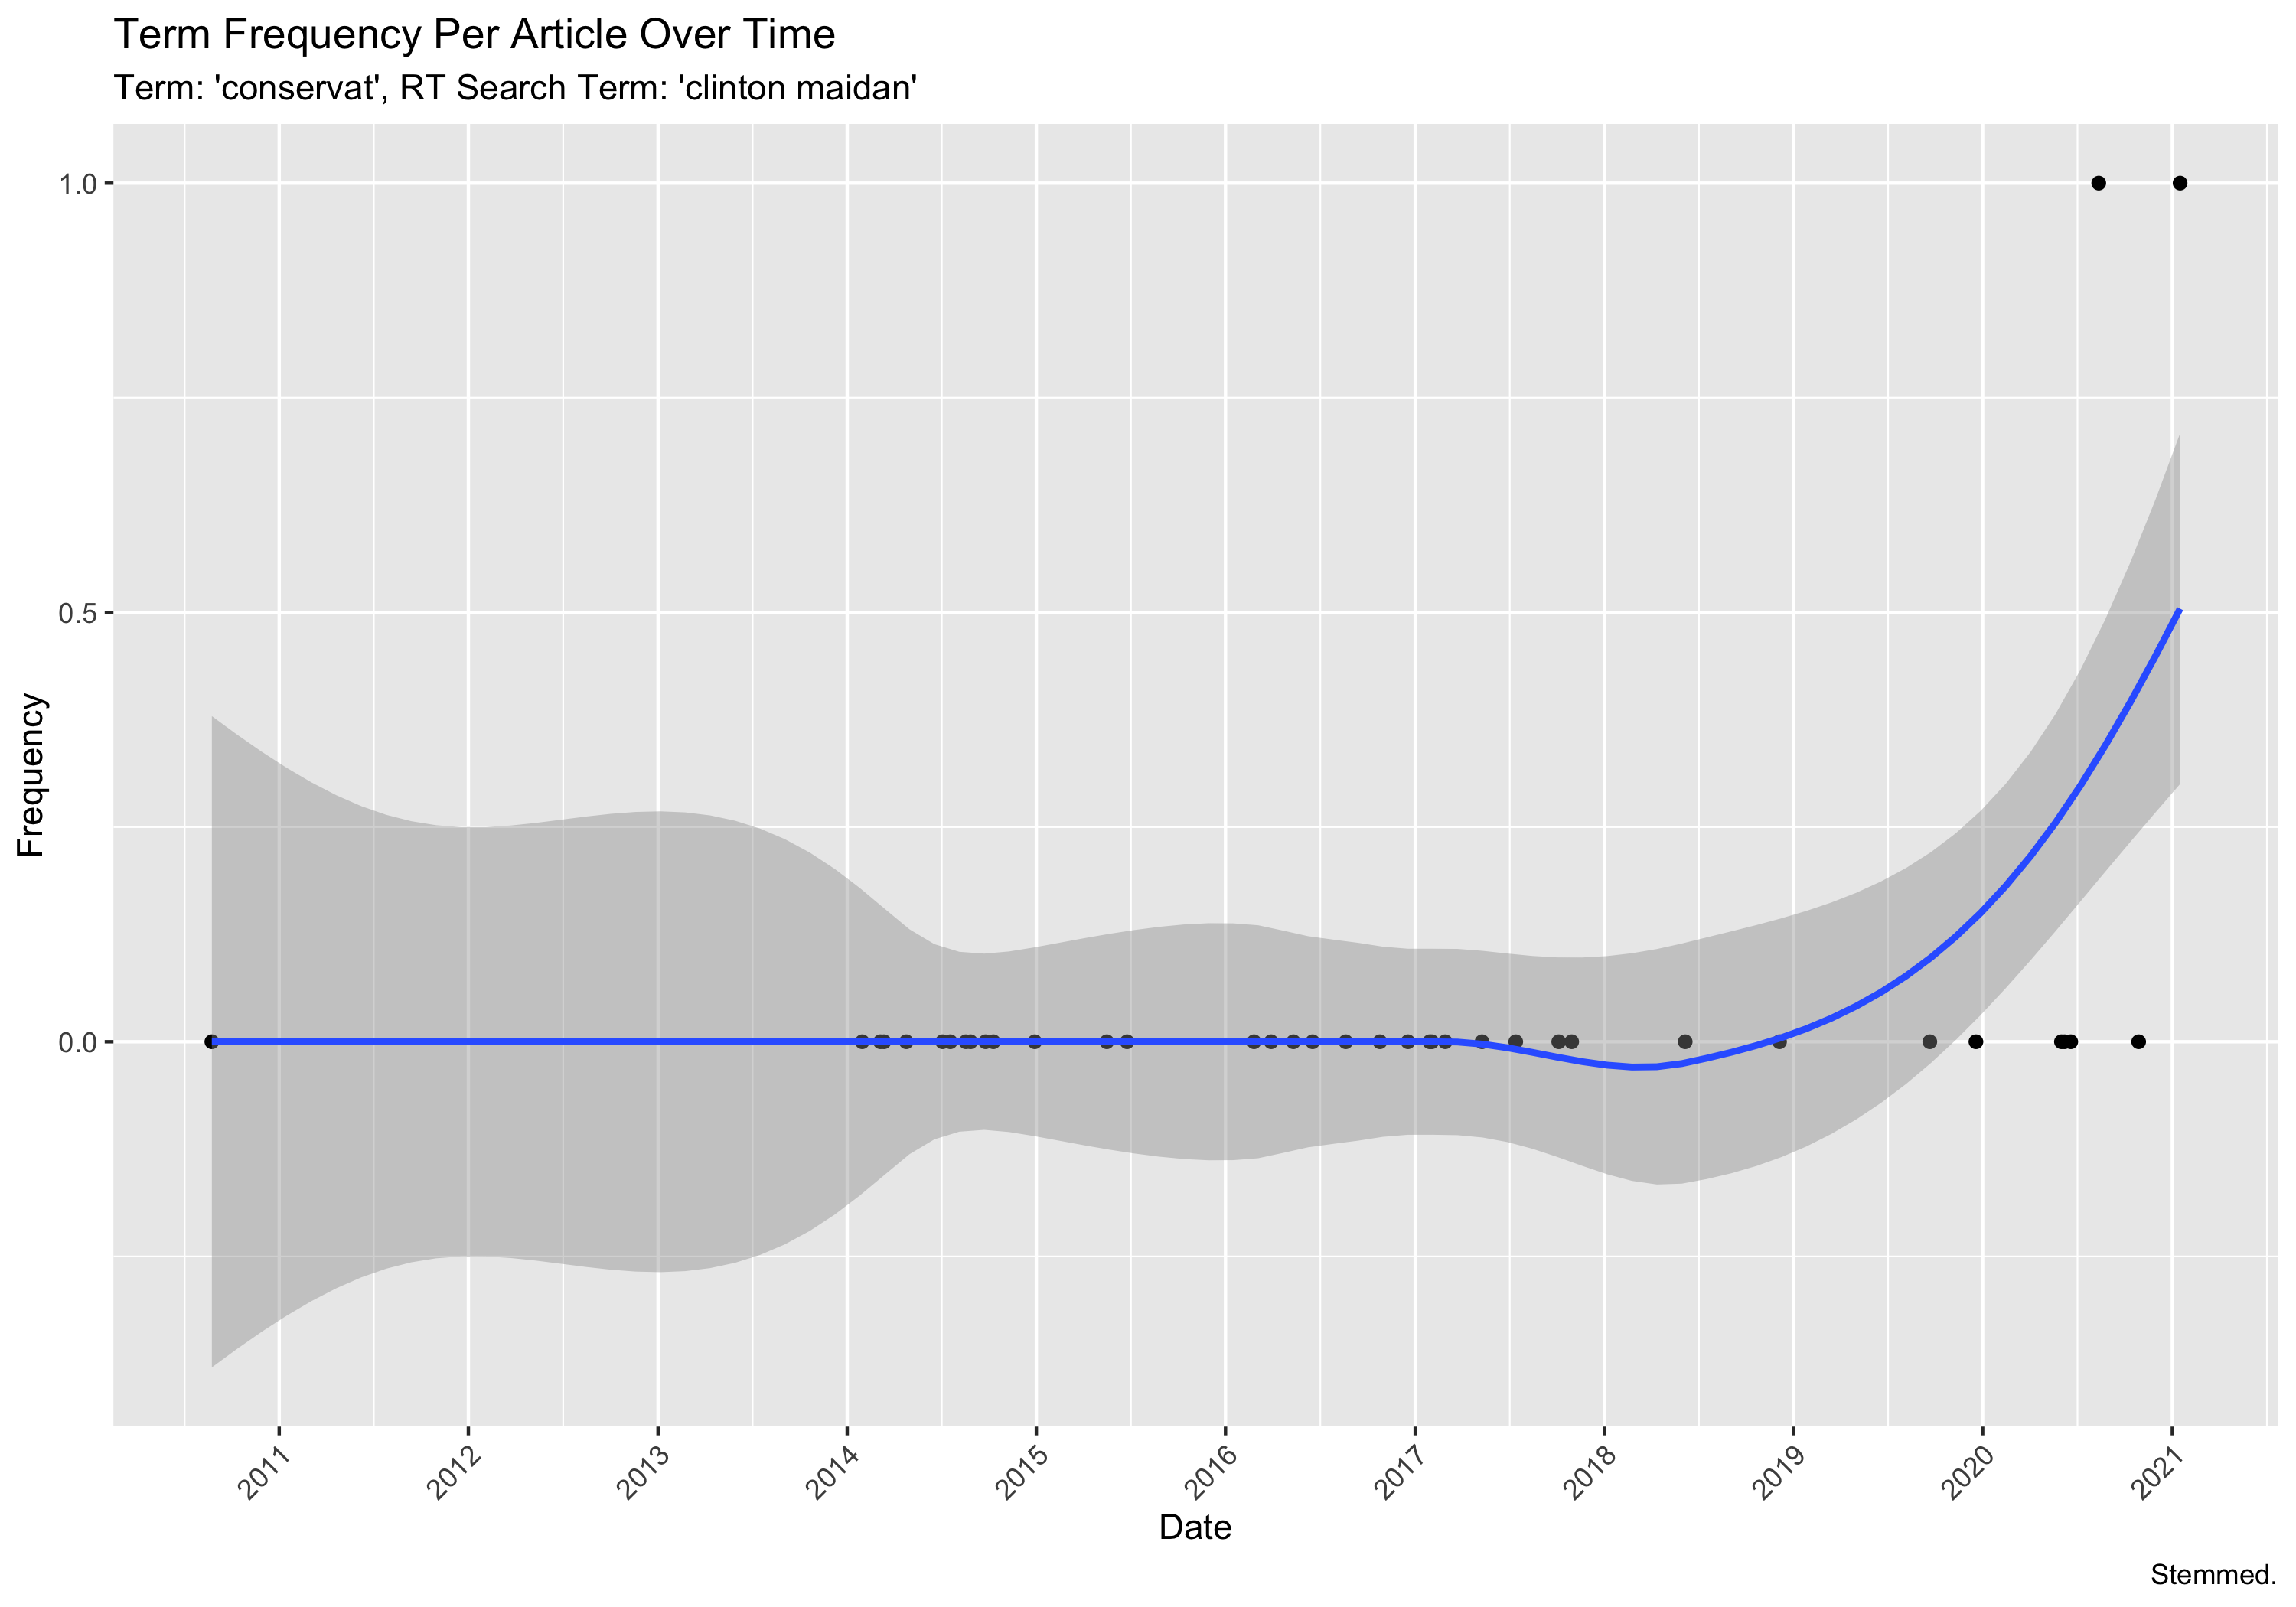 Term Frequency Per Article Over Time
Term: 'conservat', RT Search Term: 'clinton maidan'
1.0
0.5
0.0
Frequency
2011 2012 2013 2014 2015 2016 2017 2018 2019 2020 2021
Date
Stemmed.